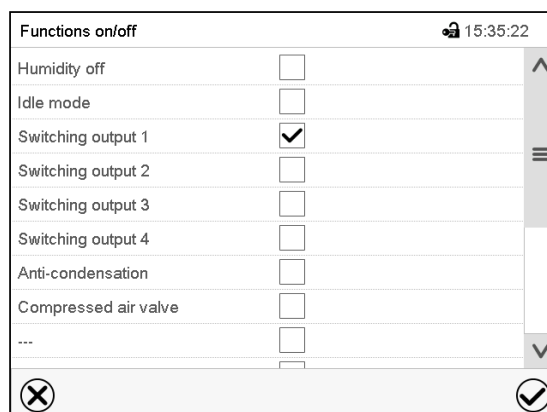 Functions on/off 15:35:22
Humidity off
Idle mode
Switching output 1
Switching output 2
Switching output 3
Switching output 4
Anti-condensation
Compressed air valve
---